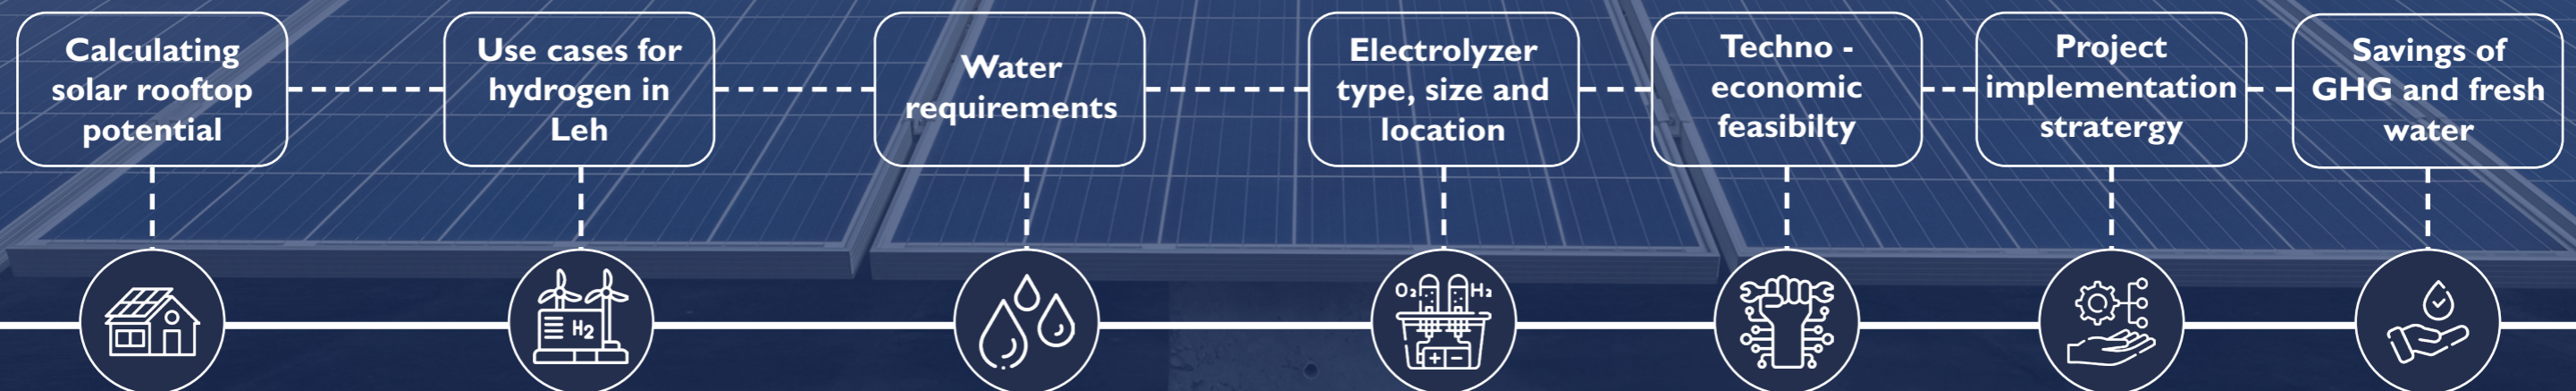 Calculating
solar rooftop
potential
Use cases for
hydrogen in
Leh
Water
requirements
Electrolyzer
type, size and
location
Techno -
economic
feasibilty
Project
implementation
stratergy
Savings of
GHG and fresh
water
H2
O₂ H₂
+ −